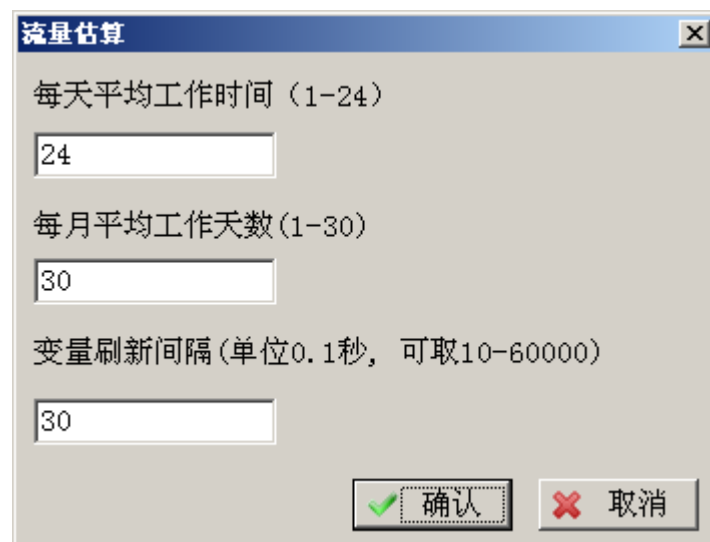 流量估算
每天平均工作时间（1-24）
24
每月平均工作天数(1-30)
30
变量刷新间隔(单位0.1秒, 可取10-60000)
30
确认 取消